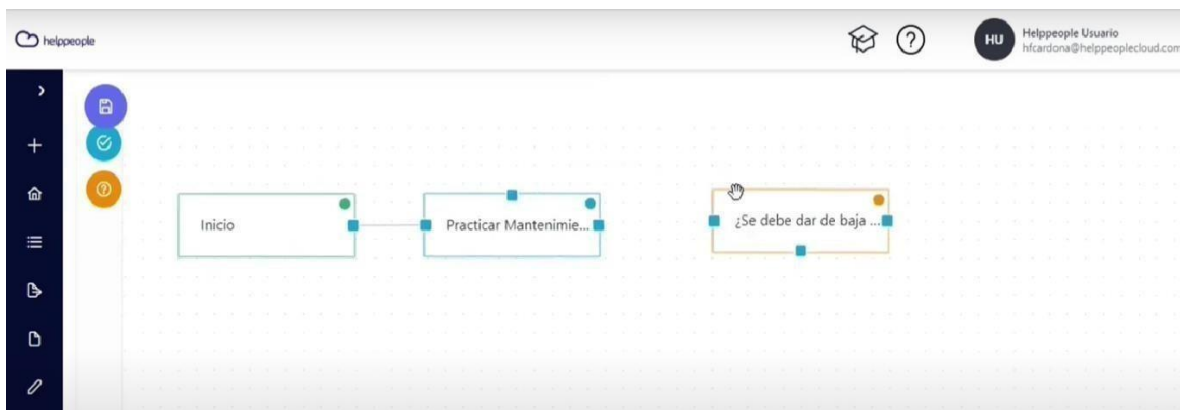 helppeople
HU
Helppeople Usuario
hfcardona@helppeoplecloud.com
Inicio
Practicar Mantenimie...
¿Se debe dar de baja ...